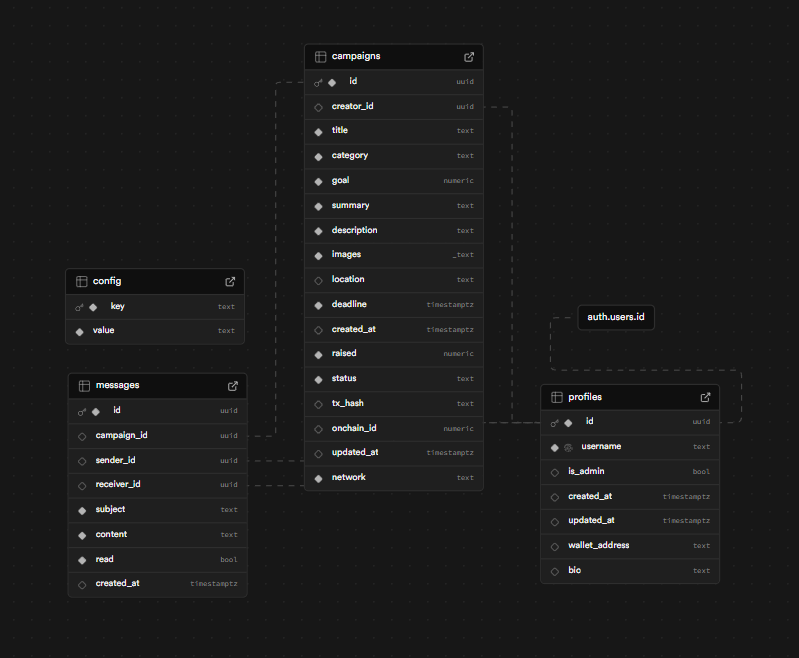 campaigns
id uuid
creator_id uuid
title text
category text
goal numeric
summary text
description text
images _text
location text
deadline timestamptz
created_at timestamptz
raised numeric
status text
tx_hash text
onchain_id numeric
updated_at timestamptz
network text
config
key text
value text
messages
id uuid
campaign_id uuid
sender_id uuid
receiver_id uuid
subject text
content text
read bool
created_at timestamptz
auth.users.id
profiles
id uuid
username text
is_admin bool
created_at timestamptz
updated_at timestamptz
wallet_address text
bio text